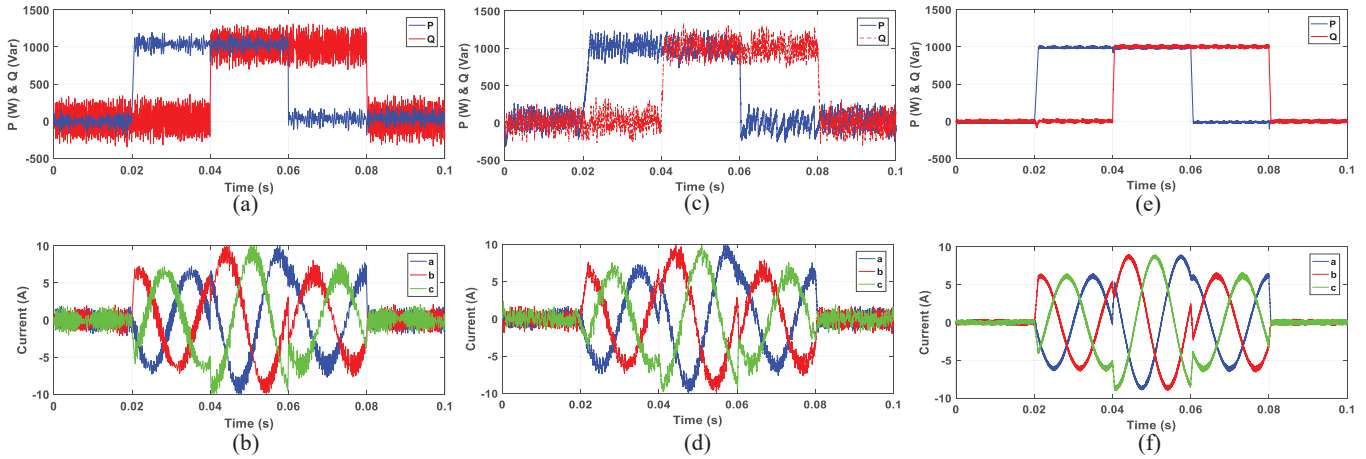 1500
1000
500
0
-500
P (W) & Q (Var)
P
Q
0 0.02 0.04 0.06 0.08 0.1
Time (s)
(a)
1500
1000
500
0
-500
P (W) & Q (Var)
P
Q
0 0.02 0.04 0.06 0.08 0.1
Time (s)
(c)
1500
1000
500
0
-500
P (W) & Q (Var)
P
Q
0 0.02 0.04 0.06 0.08 0.1
Time (s)
(e)
10
5
0
-5
-10
Current (A)
a
b
c
0 0.02 0.04 0.06 0.08 0.1
Time (s)
(b)
10
5
0
-5
-10
Current (A)
a
b
c
0 0.02 0.04 0.06 0.08 0.1
Time (s)
(d)
10
5
0
-5
-10
Current (A)
a
b
c
0 0.02 0.04 0.06 0.08 0.1
Time (s)
(f)